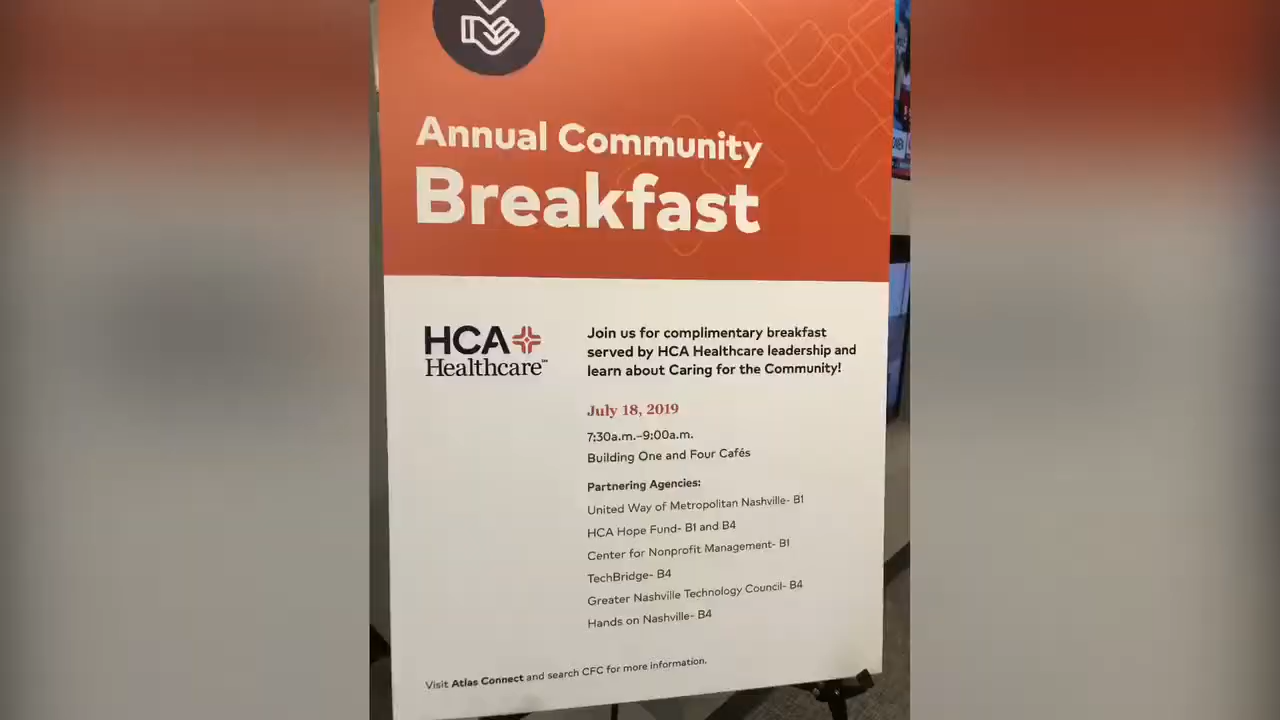 Annual Community
Breakfast
HCA
Healthcare™
Join us for complimentary breakfast
served by HCA Healthcare leadership and
learn about Caring for the Community!
July 18, 2019
7:30a.m.–9:00a.m.
Building One and Four Cafés
Partnering Agencies:
United Way of Metropolitan Nashville- B1
HCA Hope Fund- B1 and B4
Center for Nonprofit Management- B1
TechBridge- B4
Greater Nashville Technology Council- B4
Hands on Nashville- B4
Visit Atlas Connect and search CFC for more information.